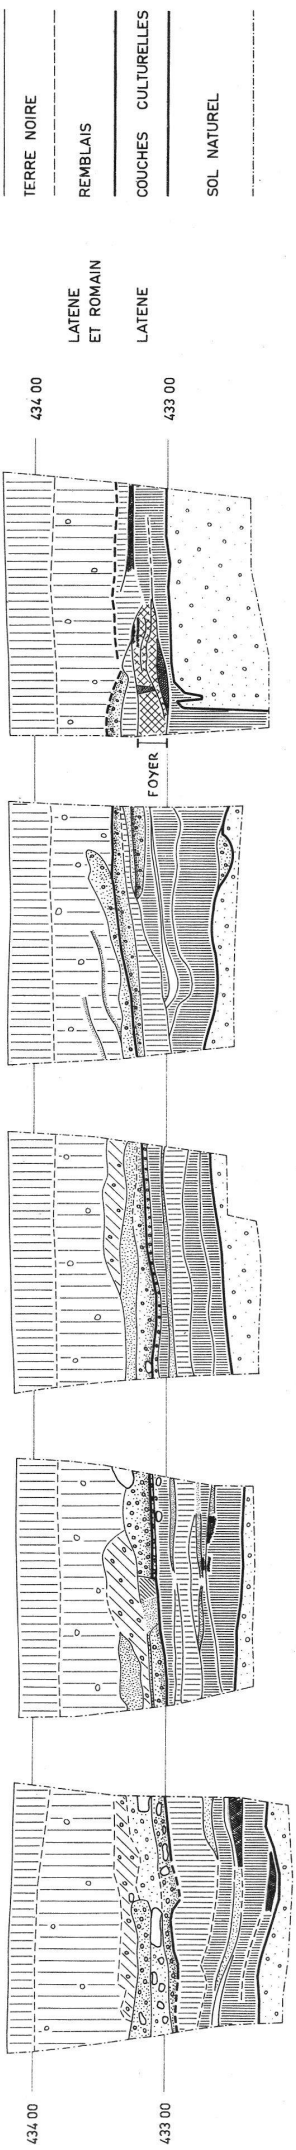 TERRE NOIRE
REMBLAIS
COUCHES CULTURELLES
SOL NATUREL
LATENE
ET ROMAIN
LATENE
434 00
433 00
FOYER
434 00
433 00